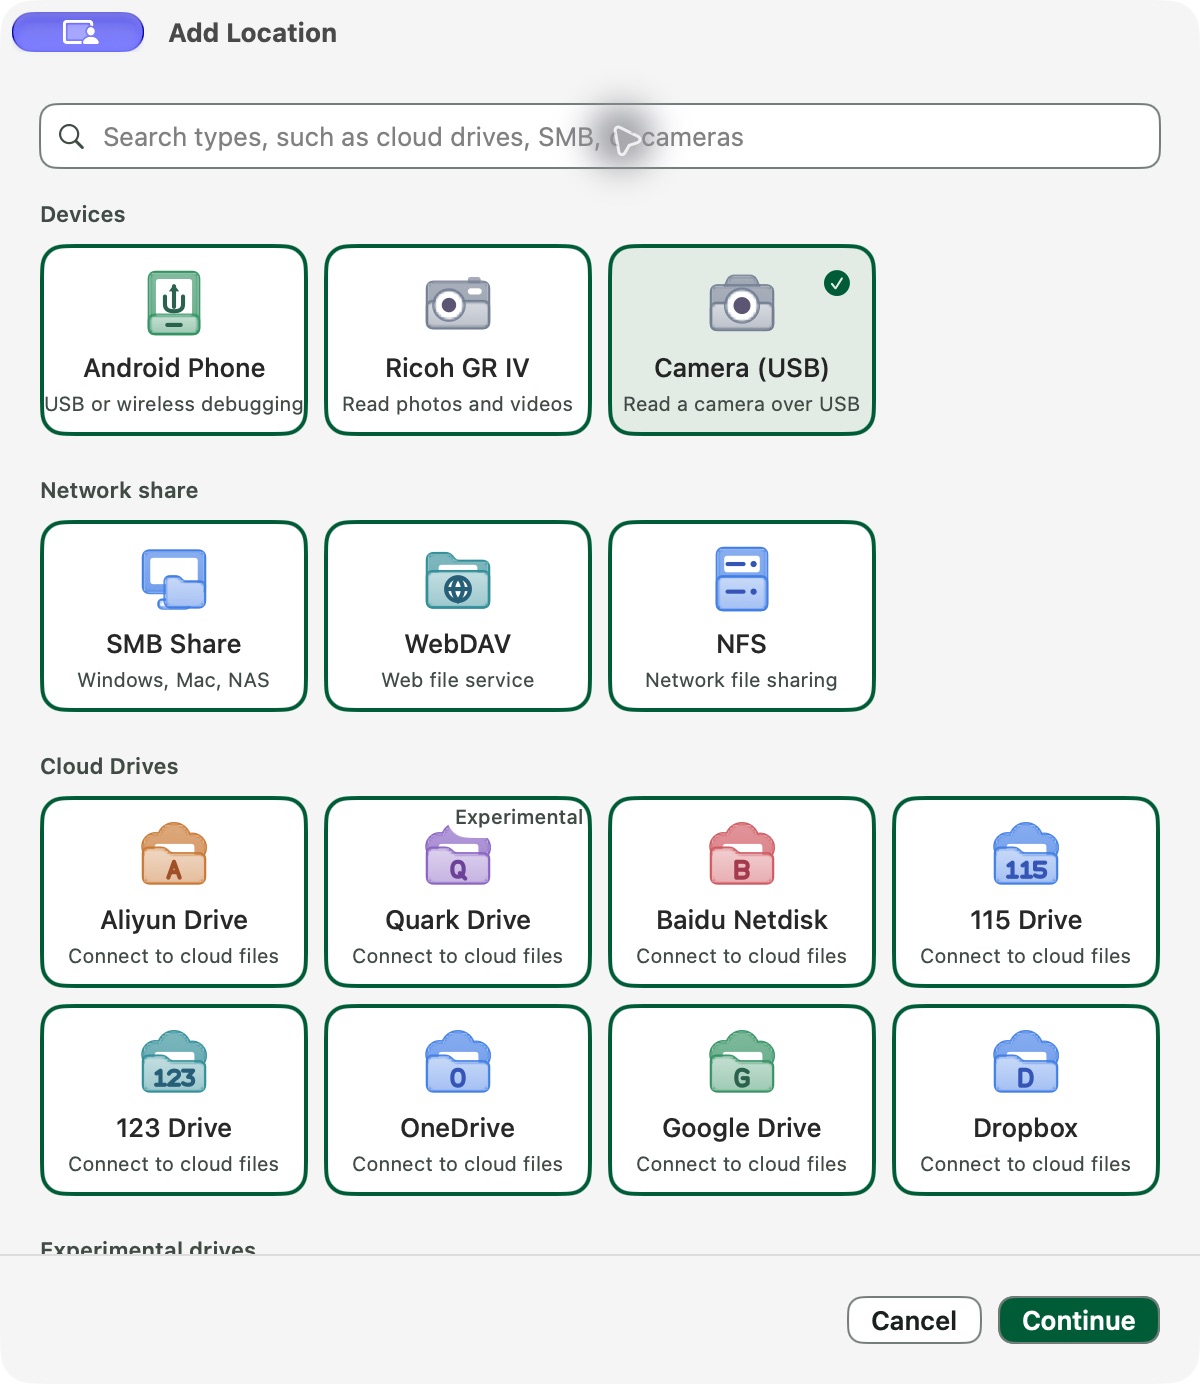 Add Location
Search types, such as cloud drives, SMB, cameras
Devices
Android Phone
USB or wireless debugging
Ricoh GR IV
Read photos and videos
Camera (USB)
Read a camera over USB
Network share
SMB Share
Windows, Mac, NAS
WebDAV
Web file service
NFS
Network file sharing
Cloud Drives
A
Aliyun Drive
Connect to cloud files
Experimental
Q
Quark Drive
Connect to cloud files
B
Baidu Netdisk
Connect to cloud files
115
115 Drive
Connect to cloud files
123
123 Drive
Connect to cloud files
O
OneDrive
Connect to cloud files
G
Google Drive
Connect to cloud files
D
Dropbox
Connect to cloud files
Experimental drives
Cancel
Continue